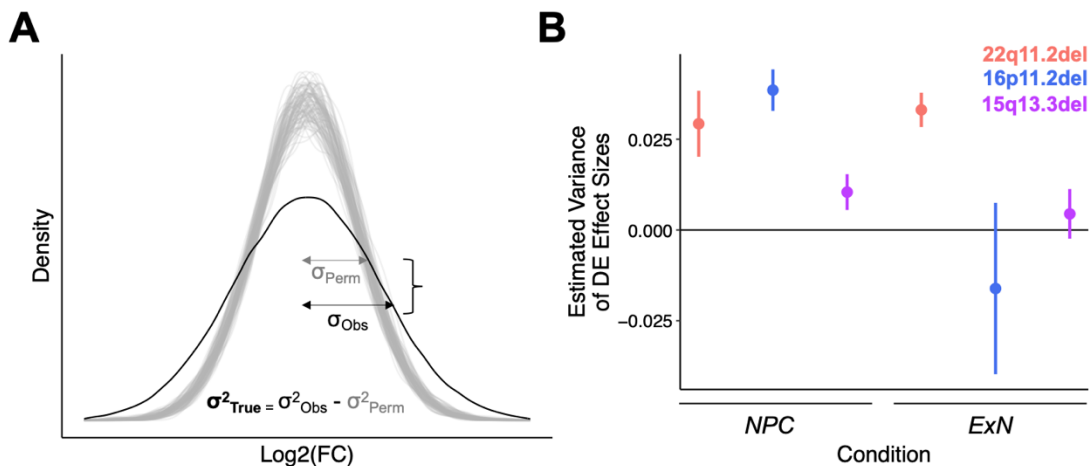 A
Density
σPerm
σObs
σ²True = σ²Obs - σ²Perm
Log2(FC)
B
22q11.2del
16p11.2del
15q13.3del
Estimated Variance
of DE Effect Sizes
0.025
0.000
−0.025
NPC
ExN
Condition